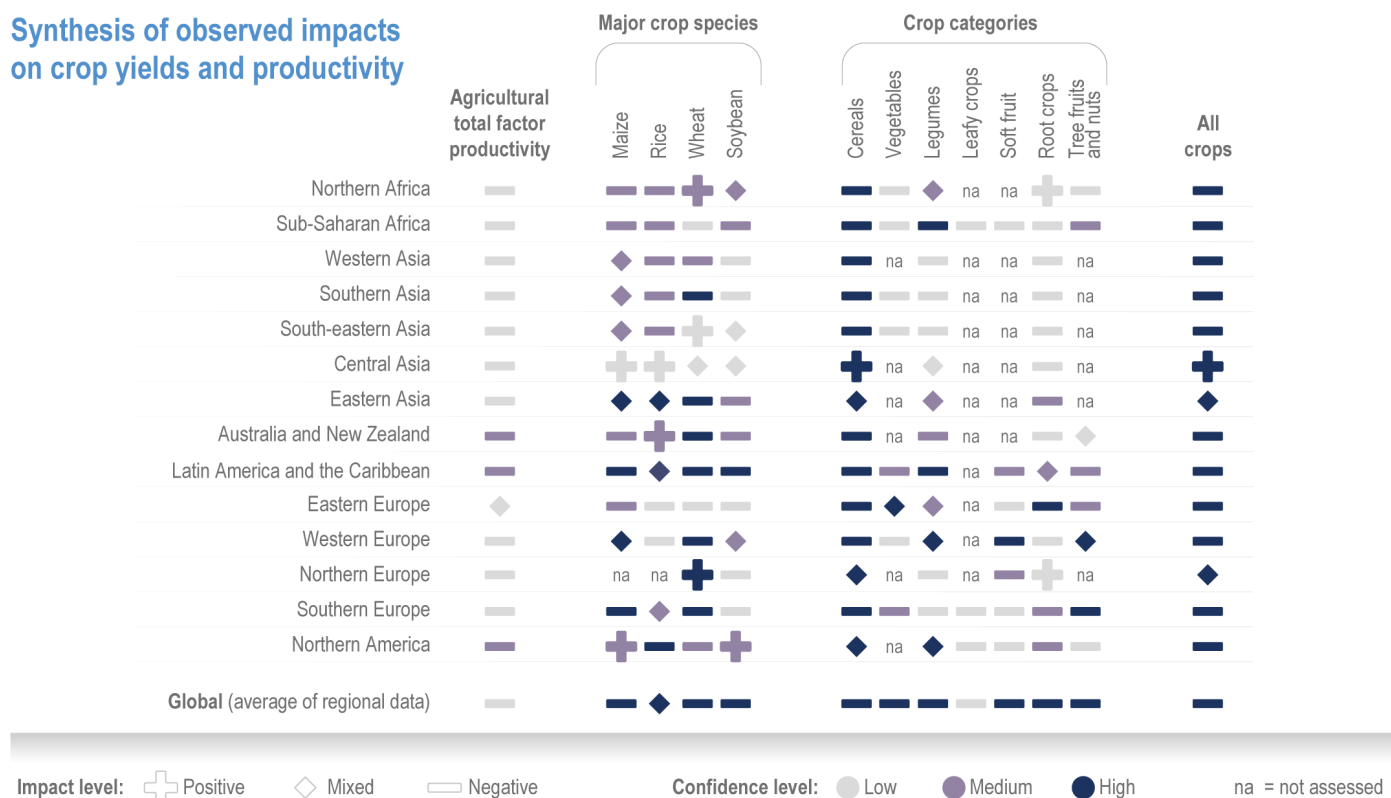 Synthesis of observed impacts
on crop yields and productivity
Major crop species
Crop categories
Agricultural
total factor
productivity
Maize
Rice
Wheat
Soybean
Cereals
Vegetables
Legumes
Leafy crops
Soft fruit
Root crops
Tree fruits
and nuts
All
crops
Northern Africa na na
Sub-Saharan Africa
Western Asia na na na na
Southern Asia na na na
South-eastern Asia na na na
Central Asia na na na na
Eastern Asia na na na na
Australia and New Zealand na na na
Latin America and the Caribbean na
Eastern Europe na
Western Europe na
Northern Europe na na na na na
Southern Europe
Northern America na
Global (average of regional data)
Impact level: Positive Mixed Negative Confidence level: Low Medium High na = not assessed